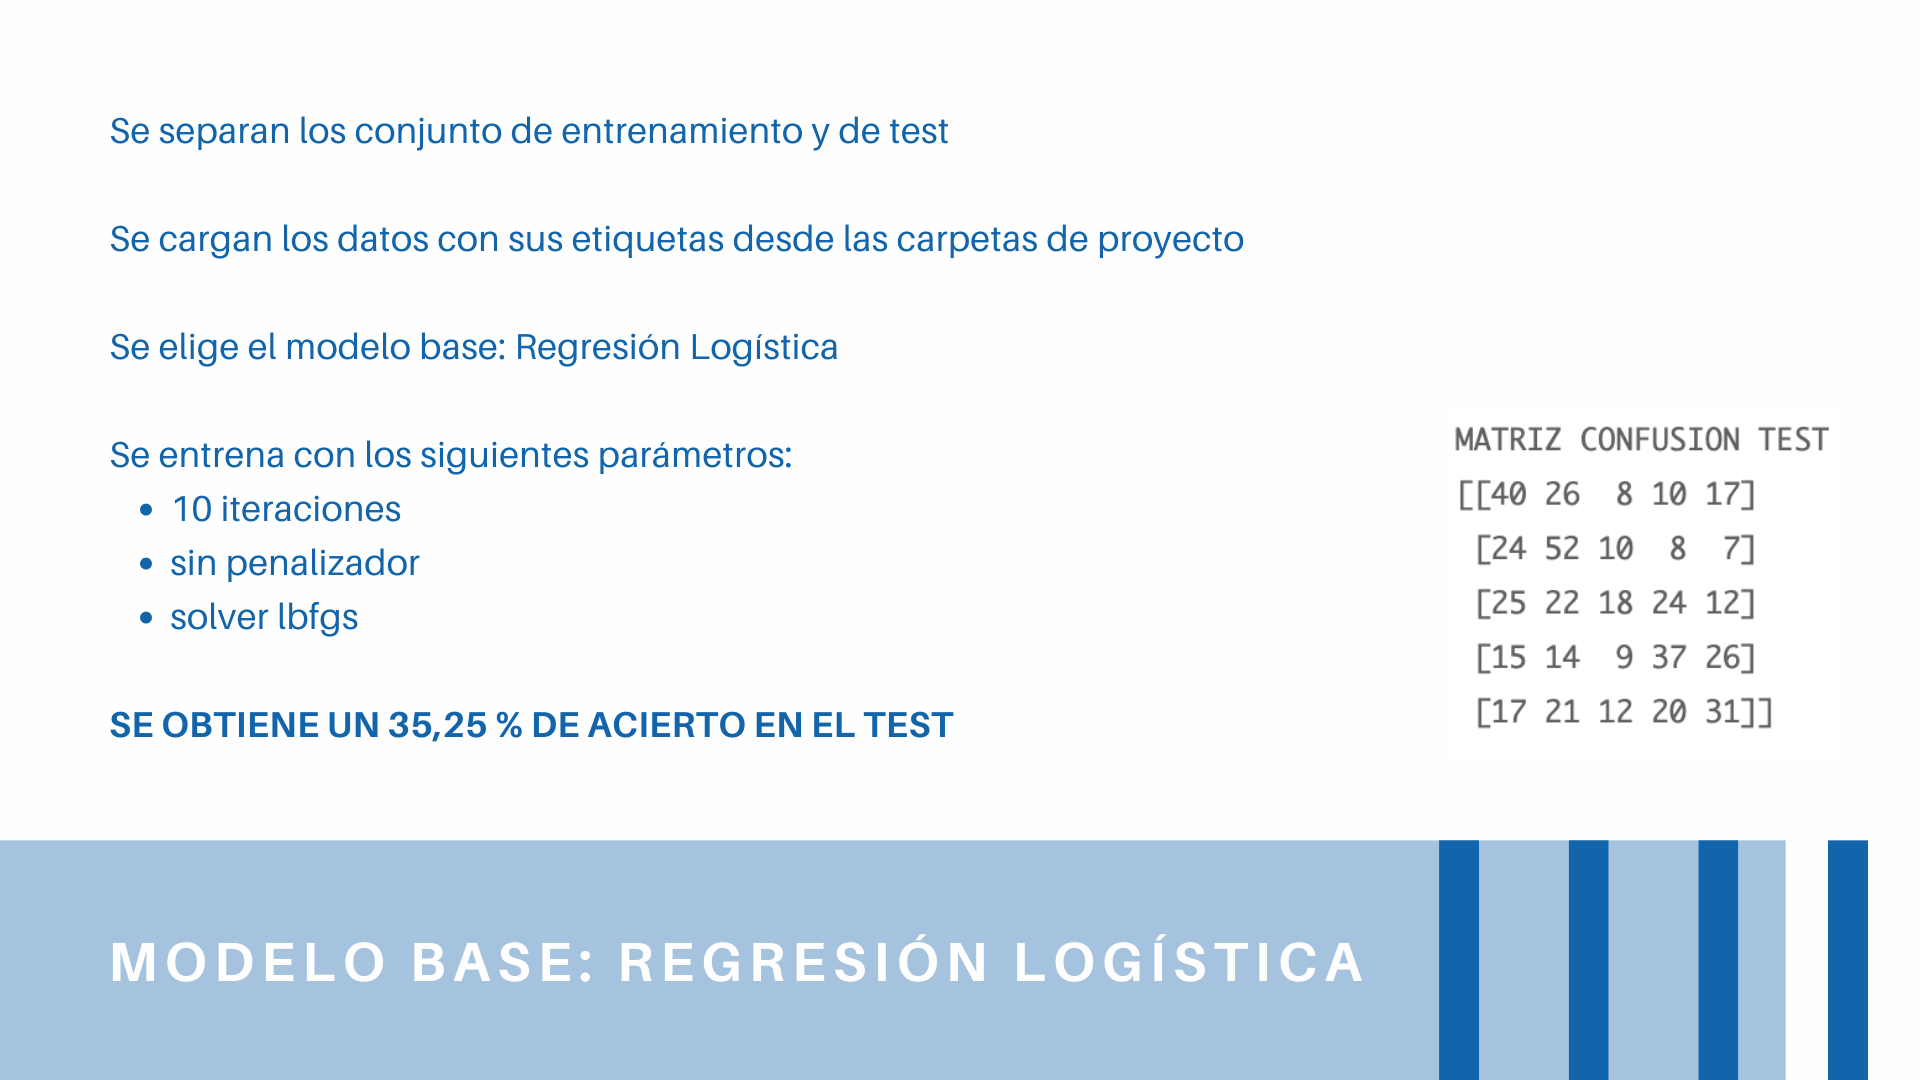 Se separan los conjunto de entrenamiento y de test
Se cargan los datos con sus etiquetas desde las carpetas de proyecto
Se elige el modelo base: Regresión Logística
Se entrena con los siguientes parámetros:
• 10 iteraciones
• sin penalizador
• solver lbfgs
SE OBTIENE UN 35,25 % DE ACIERTO EN EL TEST
MATRIZ CONFUSION TEST
[[40 26  8 10 17]
[24 52 10  8  7]
[25 22 18 24 12]
[15 14  9 37 26]
[17 21 12 20 31]]
MODELO BASE: REGRESIÓN LOGÍSTICA